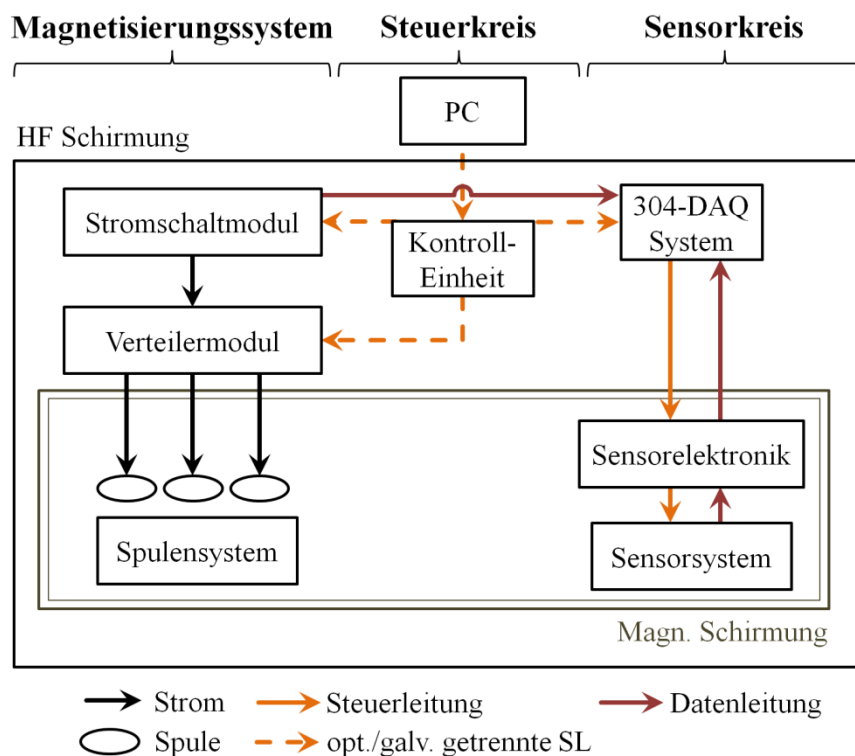 Magnetisierungssystem
Steuerkreis
Sensorkreis
PC
HF Schirmung
Stromschaltmodul
Kontroll-
Einheit
304-DAQ
System
Verteilermodul
Sensorelektronik
Spulensystem
Sensorsystem
Magn. Schirmung
Strom
Steuerleitung
Datenleitung
Spule
opt./galv. getrennte SL